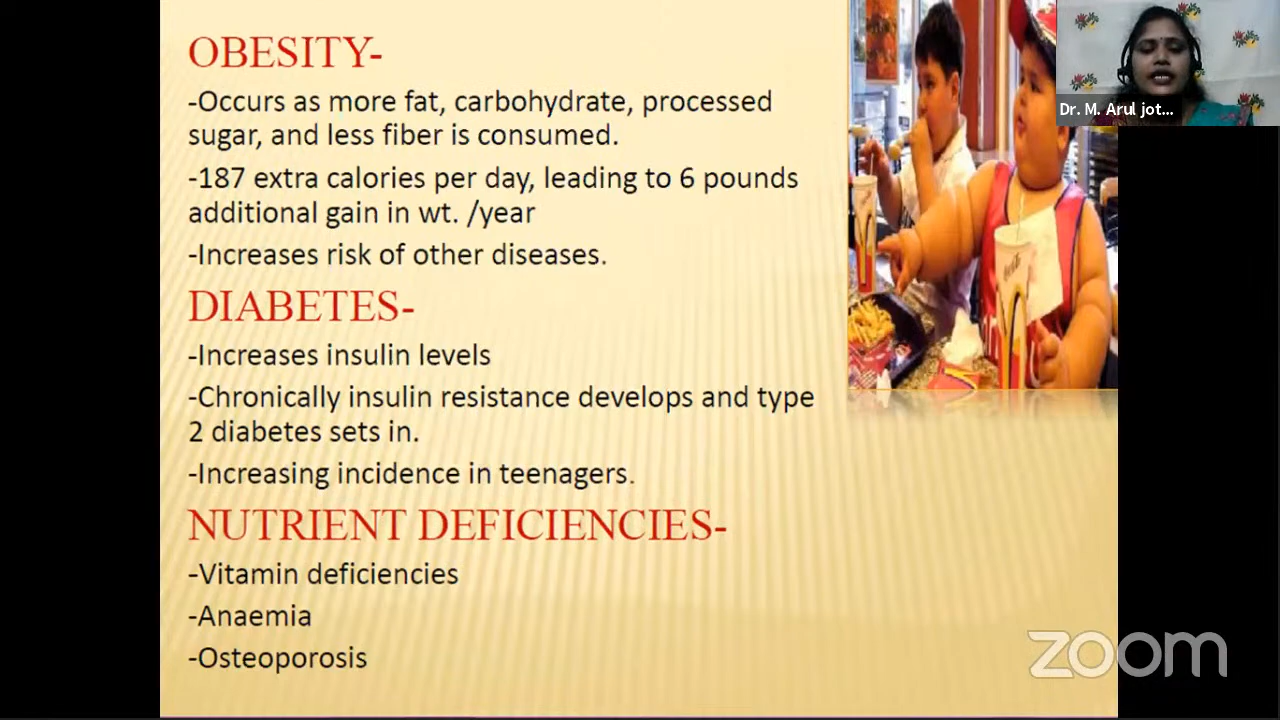 OBESITY-
-Occurs as more fat, carbohydrate, processed
sugar, and less fiber is consumed.
-187 extra calories per day, leading to 6 pounds
additional gain in wt. /year
-Increases risk of other diseases.
DIABETES-
-Increases insulin levels
-Chronically insulin resistance develops and type
2 diabetes sets in.
-Increasing incidence in teenagers.
NUTRIENT DEFICIENCIES-
-Vitamin deficiencies
-Anaemia
-Osteoporosis
Dr. M. Arul jot...
zoom